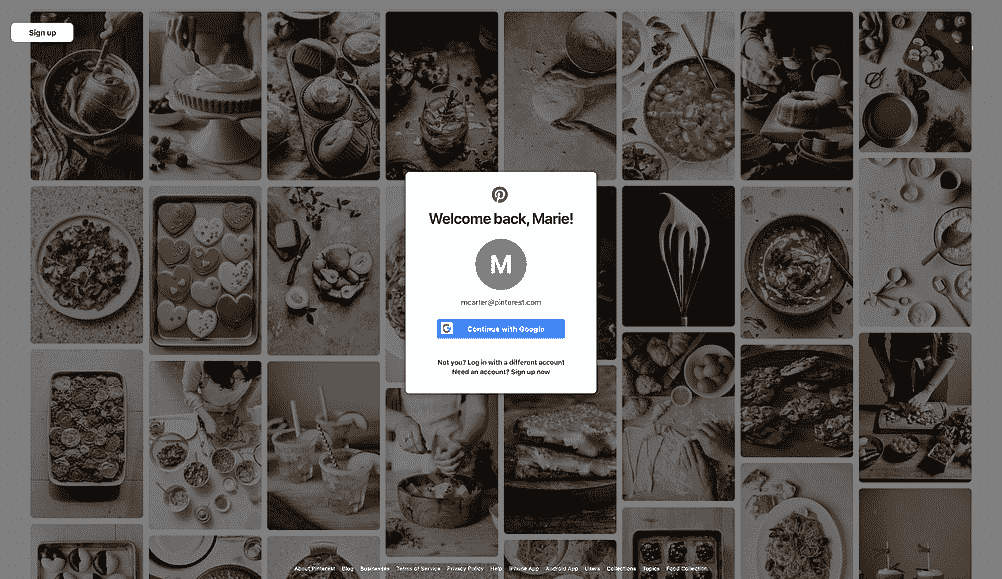 Sign up
Welcome back, Marie!
M
mcarter@pinterest.com
G Continue with Google
Not you? Log in with a different account
Need an account? Sign up now
About Pinterest Blog Businesses Terms of Service Privacy Policy Help iPhone App Android App Users Collections Topics Food Collection